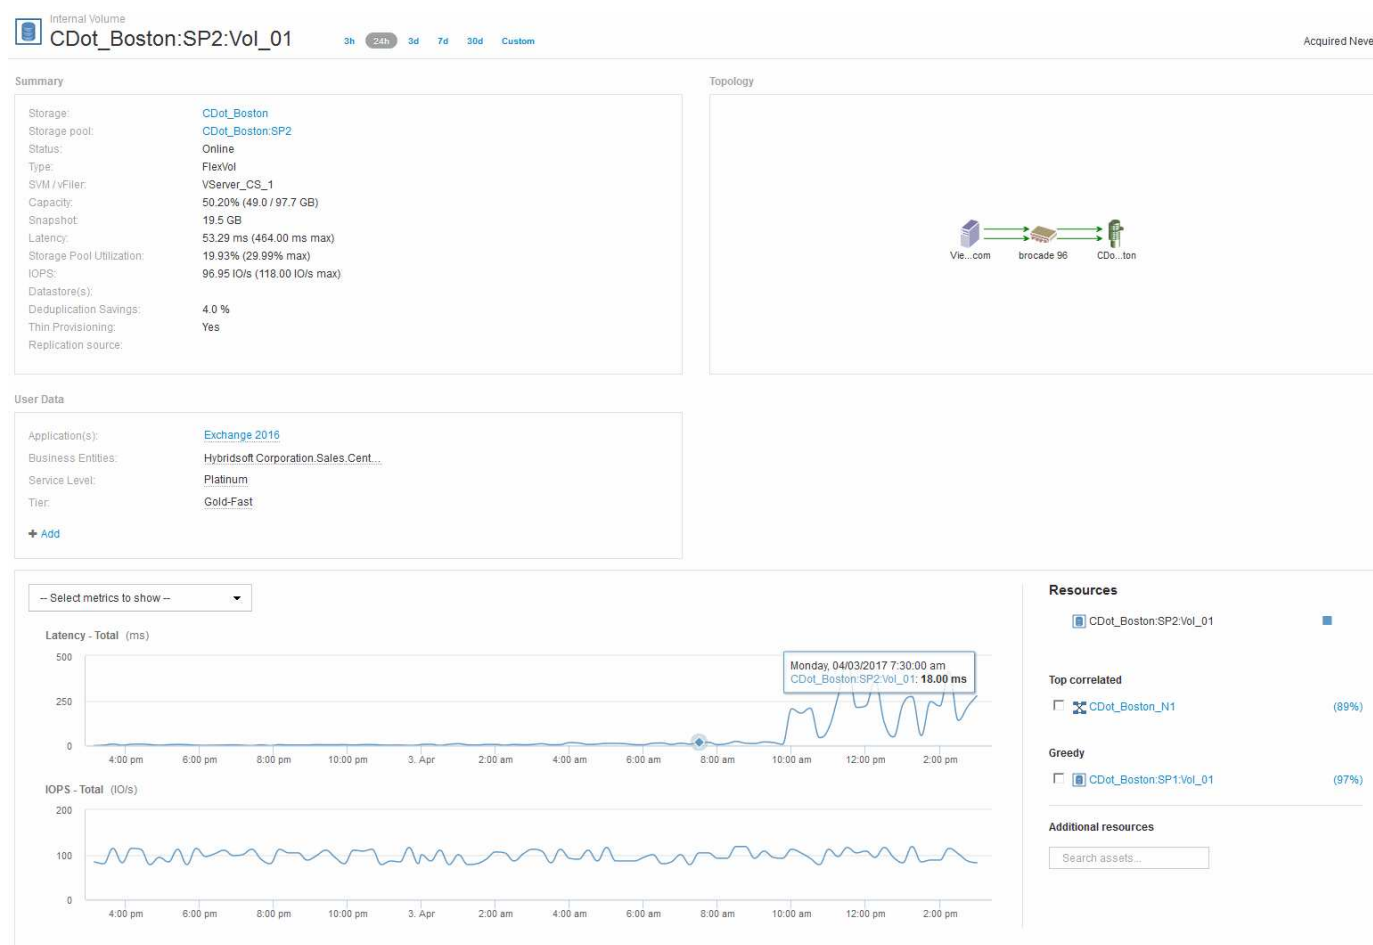 Internal Volume
CDot_Boston:SP2:Vol_01
3h 24h 3d 7d 30d Custom
Acquired Neve
Summary
Storage: CDot_Boston
Storage pool: CDot_Boston:SP2
Status: Online
Type: FlexVol
SVM / vFiler: VServer_CS_1
Capacity: 50.20% (49.0 / 97.7 GB)
Snapshot: 19.5 GB
Latency: 53.29 ms (464.00 ms max)
Storage Pool Utilization: 19.93% (29.99% max)
IOPS: 96.95 IO/s (118.00 IO/s max)
Datastore(s):
Deduplication Savings: 4.0 %
Thin Provisioning: Yes
Replication source:
Topology
Vie...com brocade 96 CDo...ton
User Data
Application(s): Exchange 2016
Business Entities: Hybridsoft Corporation.Sales.Cent...
Service Level: Platinum
Tier: Gold-Fast
+ Add
-- Select metrics to show --
Latency - Total (ms)
500
250
0
Monday, 04/03/2017 7:30:00 am
CDot_Boston:SP2:Vol_01: 18.00 ms
4:00 pm 6:00 pm 8:00 pm 10:00 pm 3. Apr 2:00 am 4:00 am 6:00 am 8:00 am 10:00 am 12:00 pm 2:00 pm
IOPS - Total (IO/s)
200
100
0
4:00 pm 6:00 pm 8:00 pm 10:00 pm 3. Apr 2:00 am 4:00 am 6:00 am 8:00 am 10:00 am 12:00 pm 2:00 pm
Resources
CDot_Boston:SP2:Vol_01
Top correlated
CDot_Boston_N1 (89%)
Greedy
CDot_Boston:SP1:Vol_01 (97%)
Additional resources
Search assets...